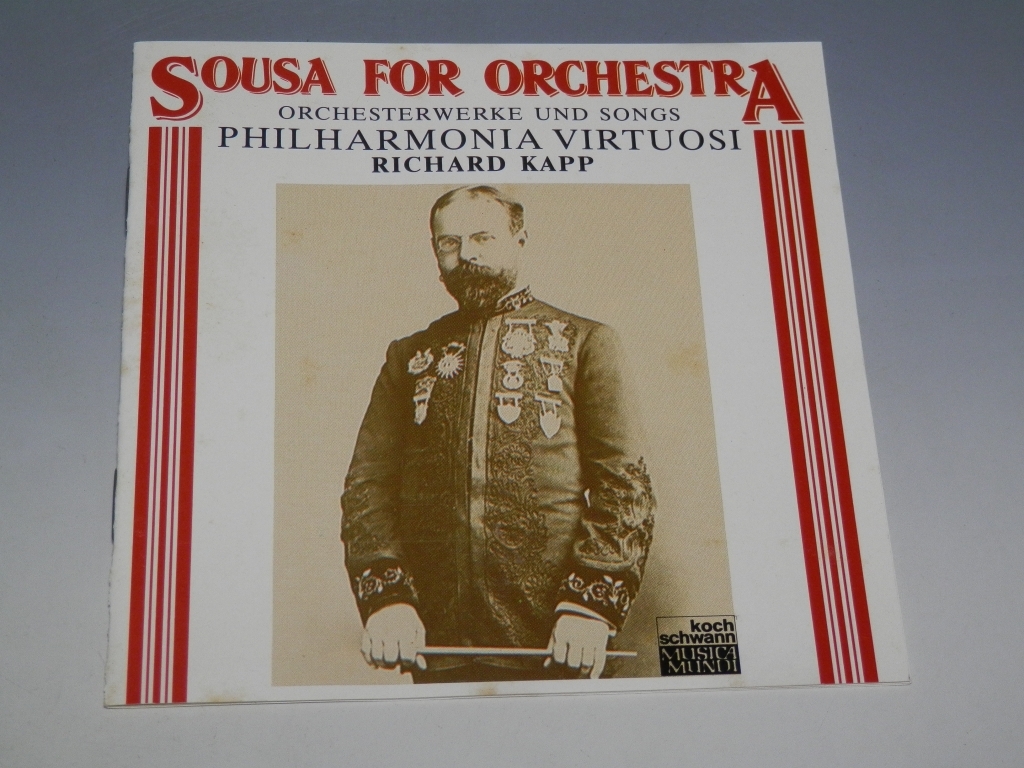 SOUSA FOR ORCHESTRA
ORCHESTERWERKE UND SONGS
PHILHARMONIA VIRTUOSI
RICHARD KAPP
koch
schwann
MUSICA
MUNDI